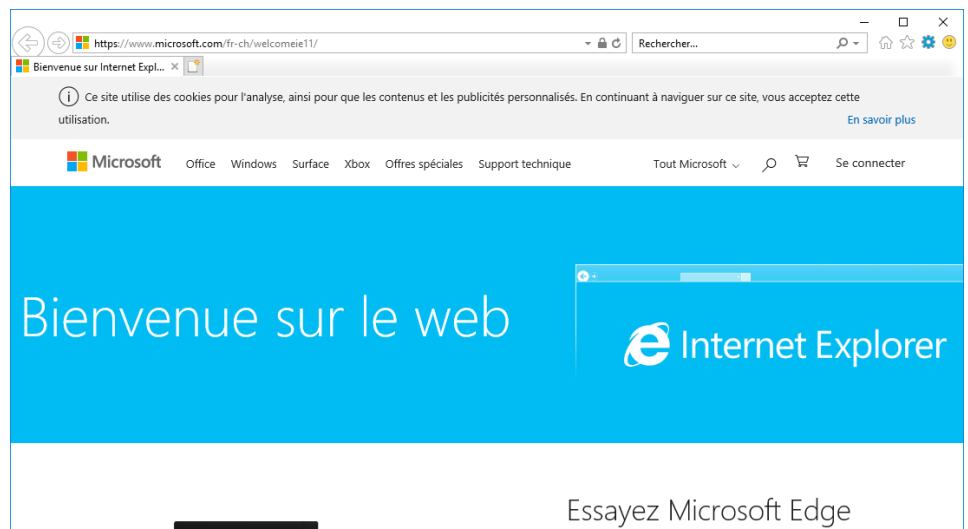 https://www.microsoft.com/fr-ch/welcomeie11/
Rechercher...
Bienvenue sur Internet Expl...
Ce site utilise des cookies pour l'analyse, ainsi pour que les contenus et les publicités personnalisés. En continuant à naviguer sur ce site, vous acceptez cette
utilisation.
En savoir plus
Microsoft Office Windows Surface Xbox Offres spéciales Support technique Tout Microsoft Se connecter
Bienvenue sur le web
Internet Explorer
Essayez Microsoft Edge